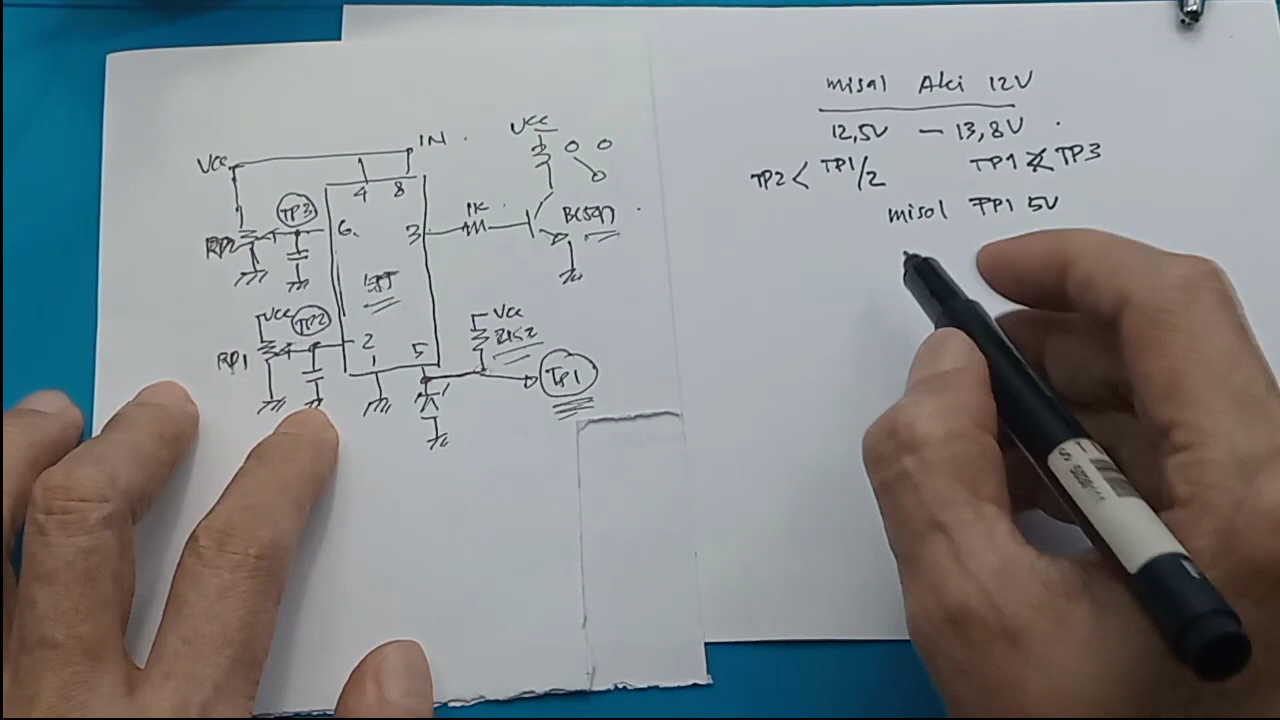 VCC
IN
4 8
TP3
RP2
6
3
1K
VCC
BC547
555
VCC
TP2
RP1
2
1
5
VCC
2K2
TP1
misal Aki 12V
12,5V – 13,8V
TP2 < TP1/2
TP1 < TP3
misal TP1 5V